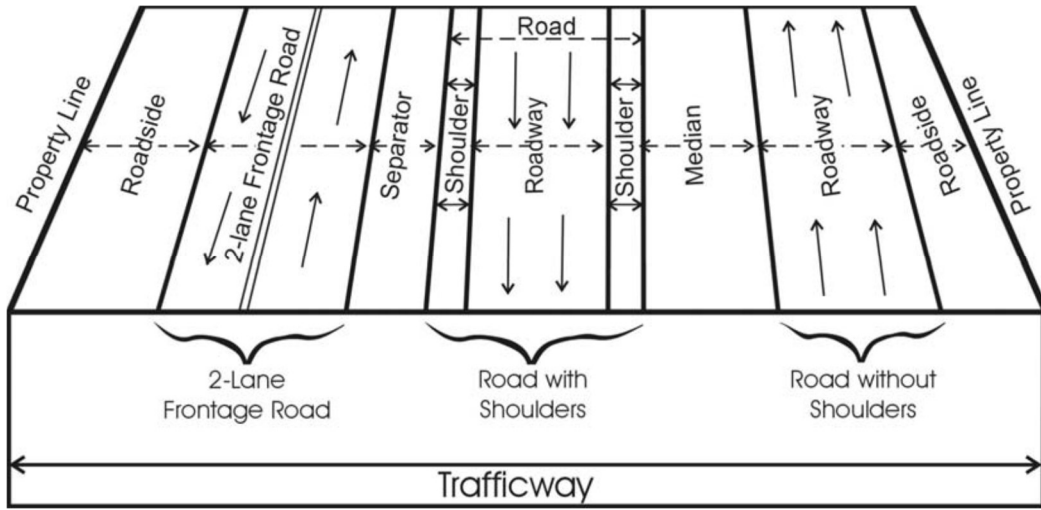 Road
Property Line
Roadside
2-lane Frontage Road
Separator
Shoulder
Roadway
Shoulder
Median
Roadway
Roadside
Property Line
2-Lane
Frontage Road
Road with
Shoulders
Road without
Shoulders
Trafficway